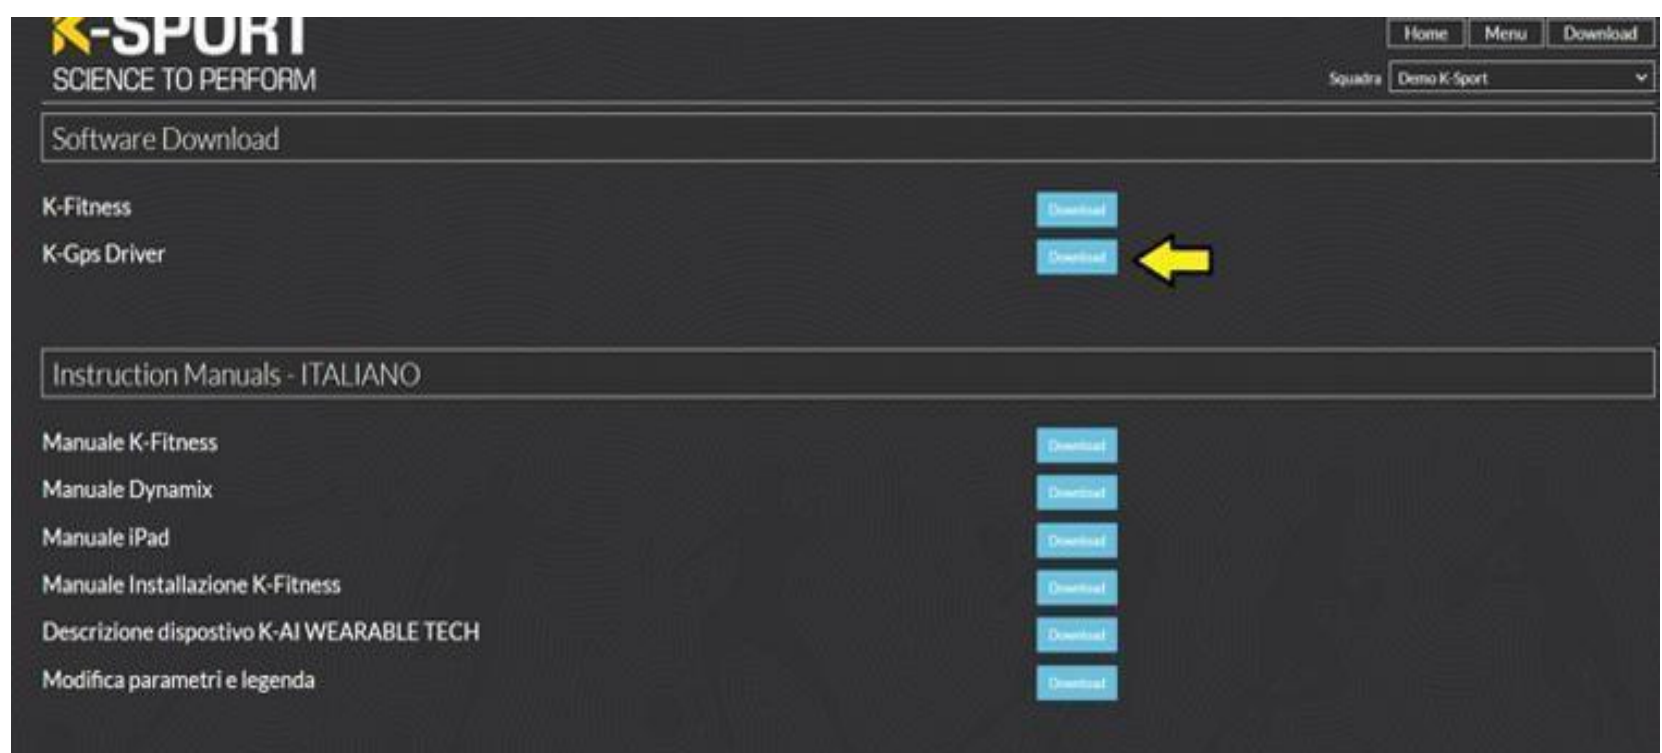 K-SPORT
SCIENCE TO PERFORM
Home Menu Download
Squadra Demo K-Sport
Software Download
K-Fitness Download
K-Gps Driver Download
Instruction Manuals - ITALIANO
Manuale K-Fitness Download
Manuale Dynamix Download
Manuale iPad Download
Manuale Installazione K-Fitness Download
Descrizione dispostivo K-AI WEARABLE TECH Download
Modifica parametri e legenda Download